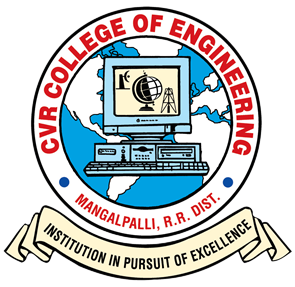 CVR COLLEGE OF ENGINEERING
MANGALPALLI, R.R. DIST.
INSTITUTION IN PURSUIT OF EXCELLENCE